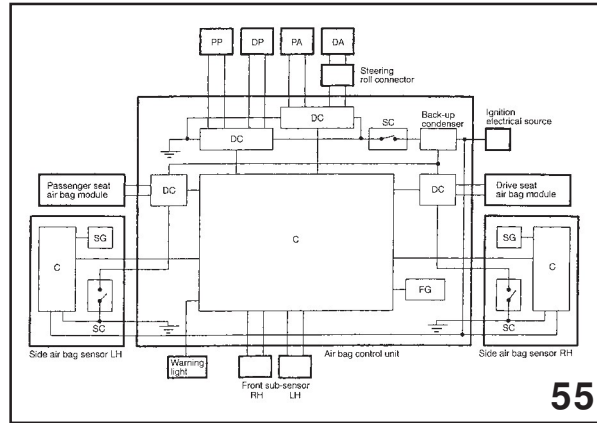 PP DP PA DA
Steering
roll connector
DC
SC
Back-up
condenser
Ignition
electrical source
DC
Passenger seat
air bag module
DC
DC
Drive seat
air bag module
SG
C
C
SG
C
FG
SC
SC
Side air bag sensor LH
Warning
light
Front sub-sensor
RH LH
Air bag control unit
Side air bag sensor RH
55